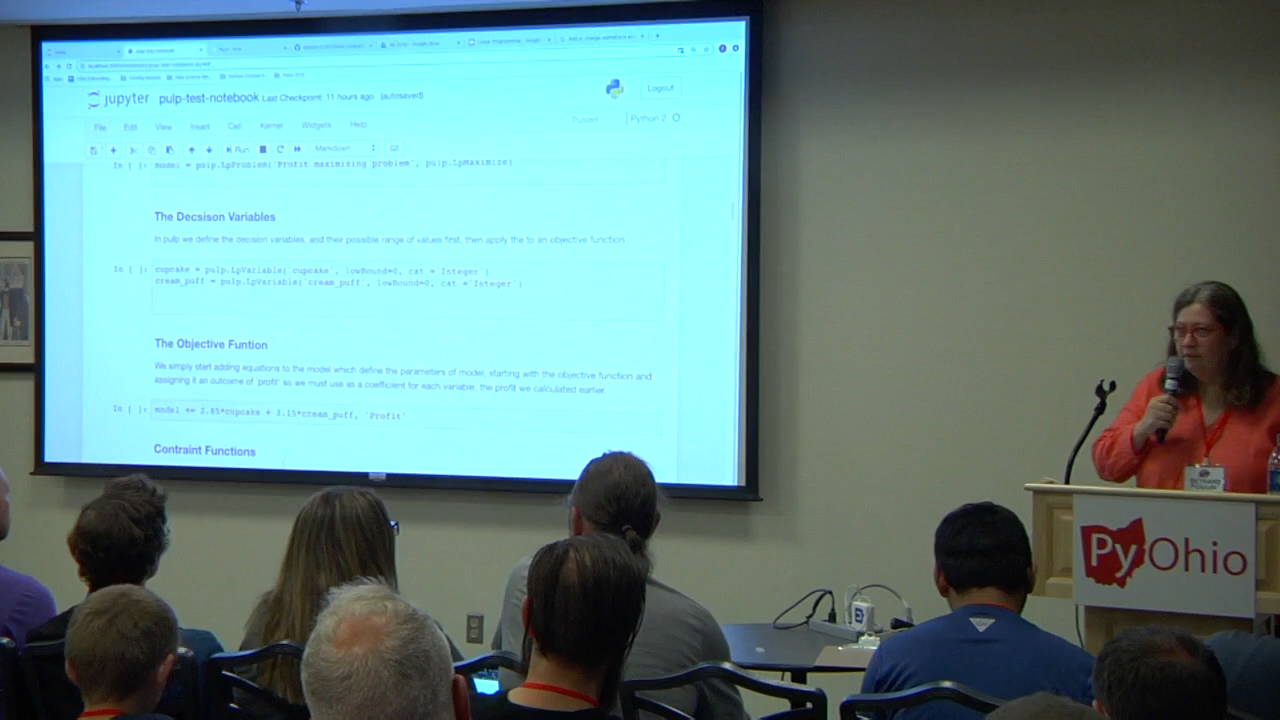 jupyter pulp-test-notebook Last Checkpoint: 11 hours ago (autosaved)
Logout
File Edit View Insert Cell Kernel Widgets Help
Trusted
Python 2
Run
Markdown
In [ ]: model = pulp.LpProblem('Profit maximizing problem', pulp.LpMaximize)
The Decsison Variables
In pulp we define the decision variables, and their possible range of values first, then apply the to an objective function
In [ ]: cupcake = pulp.LpVariable('cupcake', lowBound=0, cat ='Integer')
cream_puff = pulp.LpVariable('cream_puff', lowBound=0, cat ='Integer')
The Objective Funtion
We simply start adding equations to the model which define the parameters of model, starting with the objective function and
assigning it an outcome of 'profit' so we must use as a coefficient for each variable, the profit we calculated earlier.
In [ ]: model += 2.85*cupcake + 3.15*cream_puff, 'Profit'
Contraint Functions
PyOhio